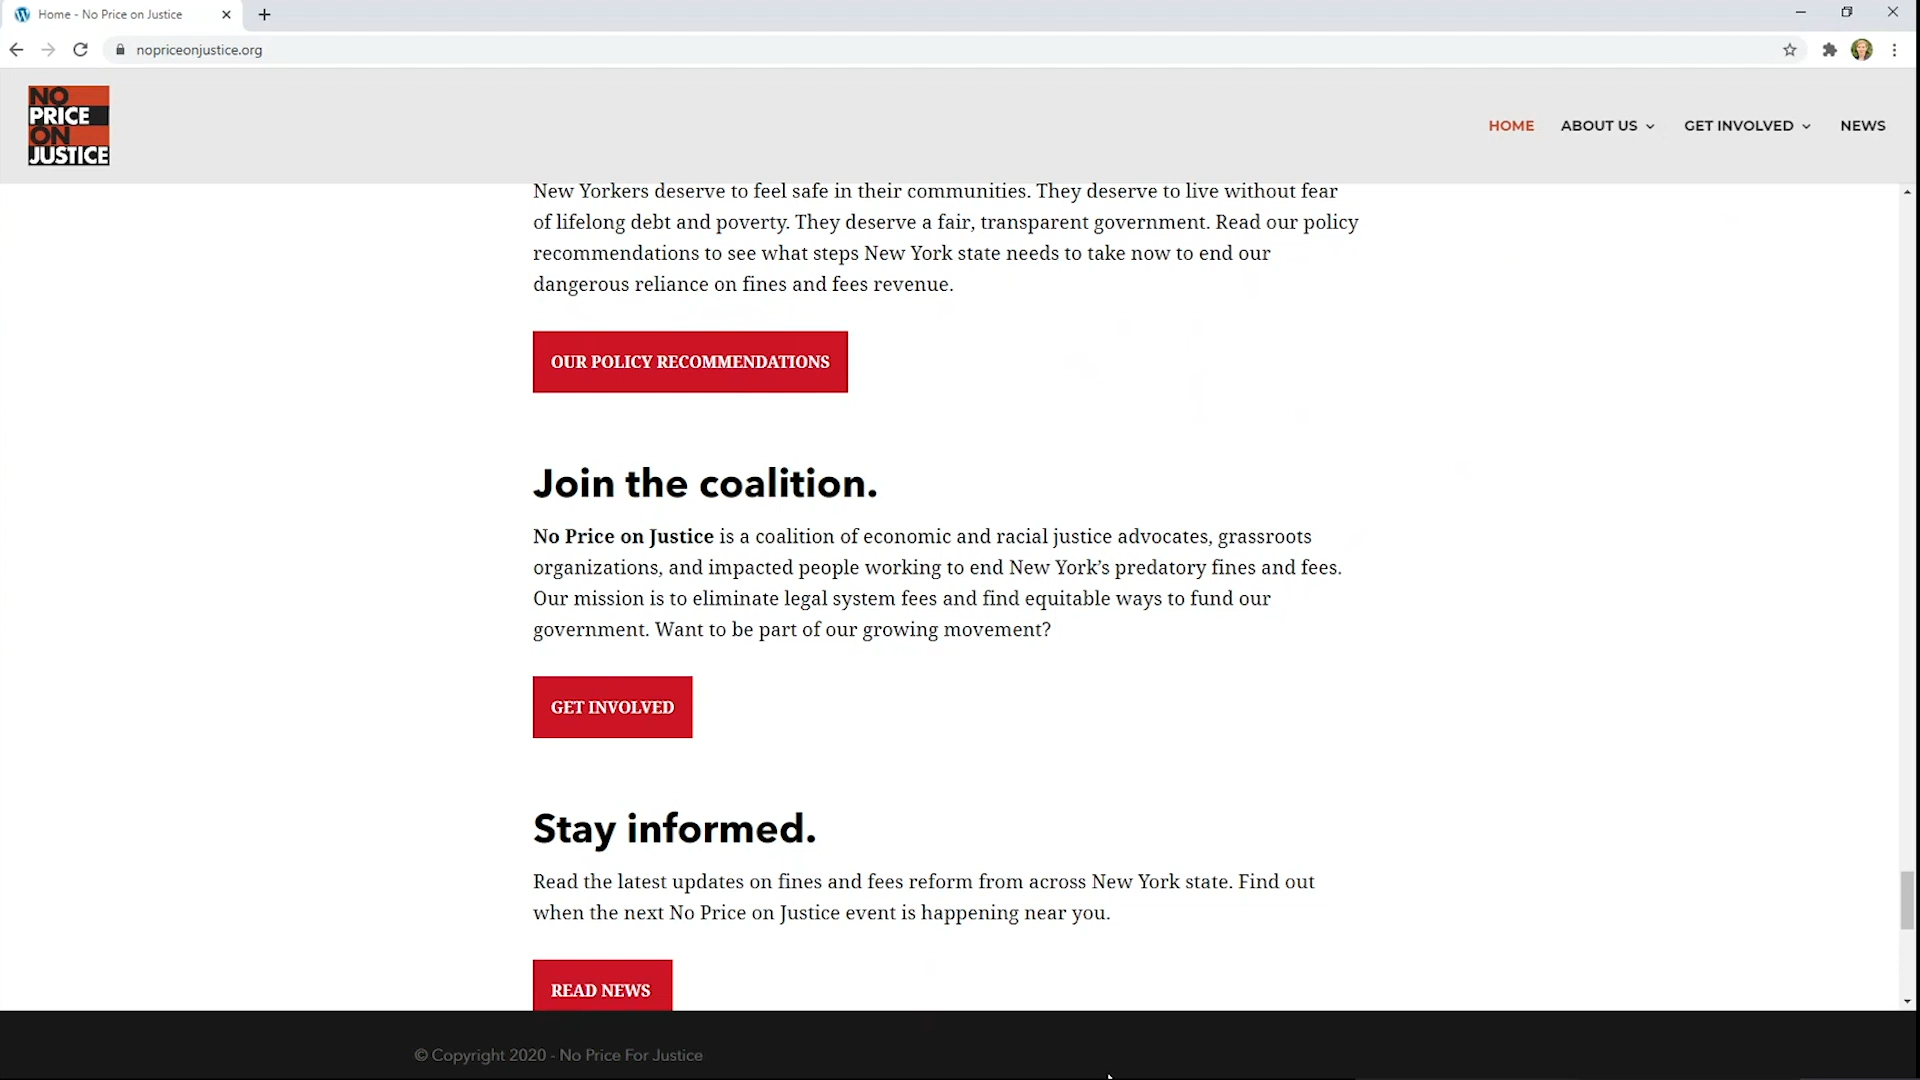 Home - No Price on Justice
nopriceonjustice.org
NO
PRICE
ON
JUSTICE
HOME
ABOUT US
GET INVOLVED
NEWS
New Yorkers deserve to feel safe in their communities. They deserve to live without fear
of lifelong debt and poverty. They deserve a fair, transparent government. Read our policy
recommendations to see what steps New York state needs to take now to end our
dangerous reliance on fines and fees revenue.
OUR POLICY RECOMMENDATIONS
Join the coalition.
No Price on Justice is a coalition of economic and racial justice advocates, grassroots
organizations, and impacted people working to end New York’s predatory fines and fees.
Our mission is to eliminate legal system fees and find equitable ways to fund our
government. Want to be part of our growing movement?
GET INVOLVED
Stay informed.
Read the latest updates on fines and fees reform from across New York state. Find out
when the next No Price on Justice event is happening near you.
READ NEWS
© Copyright 2020 - No Price For Justice